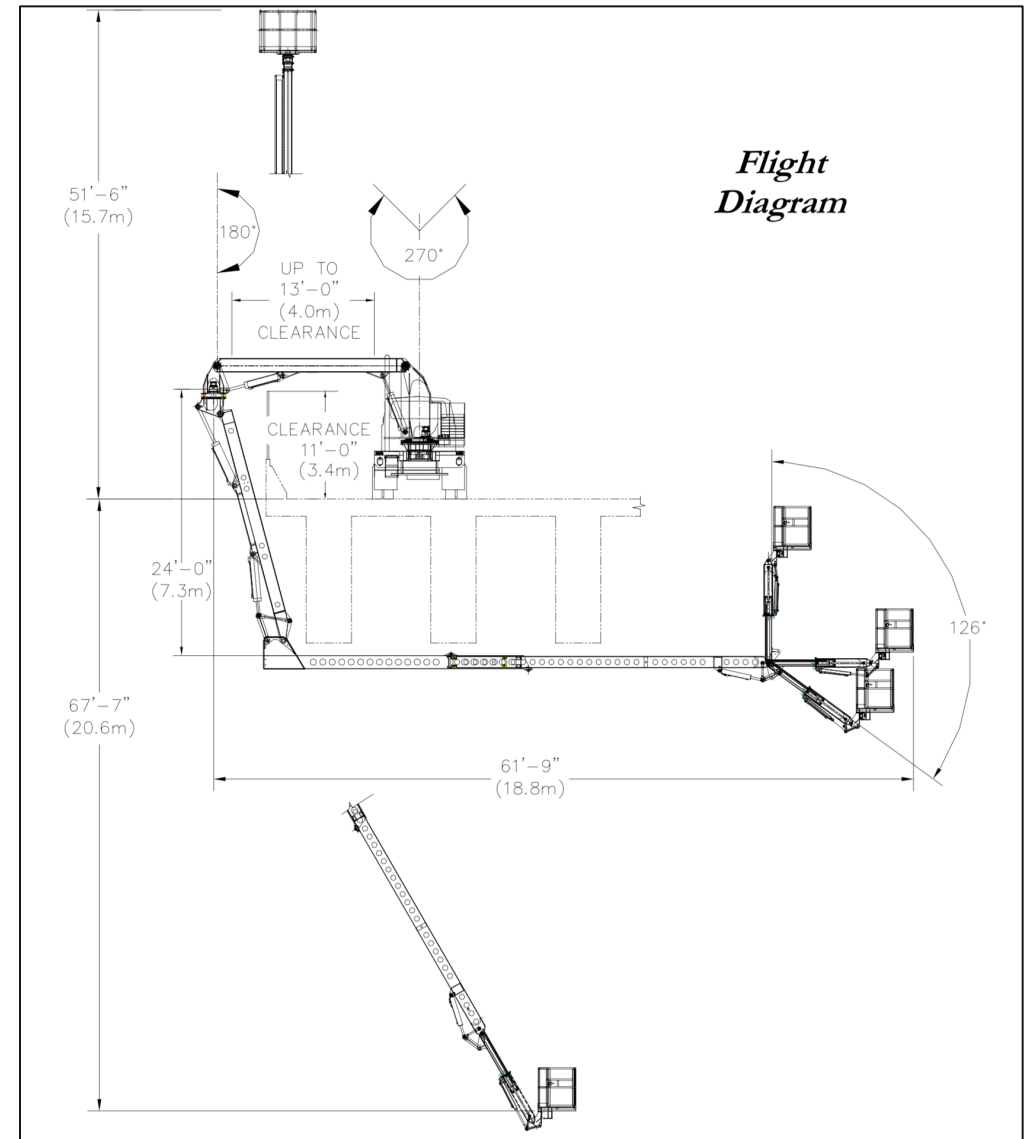 Flight
Diagram
51'-6"
(15.7m)
180°
270°
UP TO
13'-0"
(4.0m)
CLEARANCE
CLEARANCE
11'-0"
(3.4m)
24'-0"
(7.3m)
126°
67'-7"
(20.6m)
61'-9"
(18.8m)